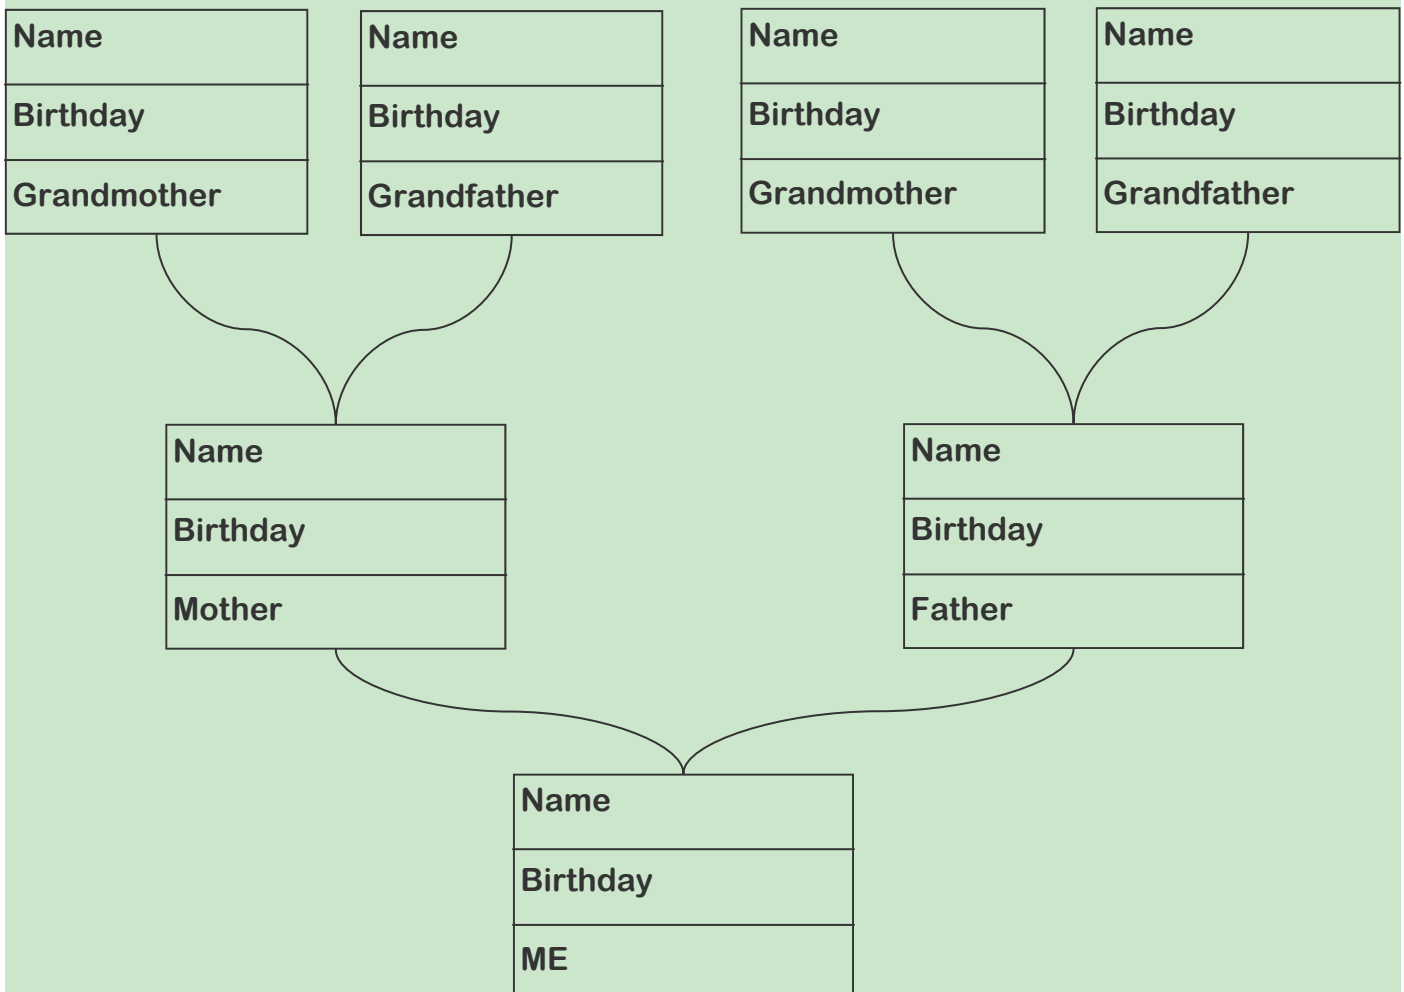 Name
Birthday
Grandmother
Name
Birthday
Grandfather
Name
Birthday
Grandmother
Name
Birthday
Grandfather
Name
Birthday
Mother
Name
Birthday
Father
Name
Birthday
ME